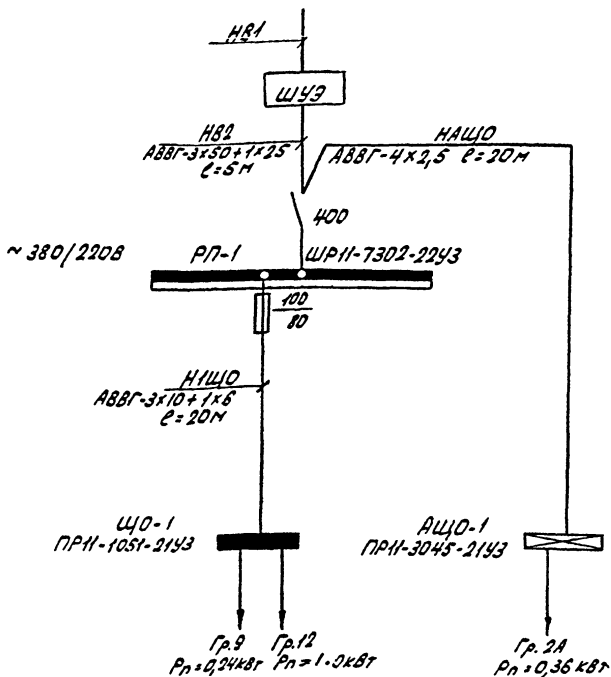 НВ1
ШУЭ
НВ2
АВВГ-3×50+1×25
ℓ=5м
НАЩО
АВВГ-4×2,5 ℓ=20м
400
~380/220В
РП-1
ШР11-7302-22У3
100
80
Н1ЩО
АВВГ-3×10+1×6
ℓ=20м
ЩО-1
ПР11-1051-21У3
АЩО-1
ПР11-3045-21У3
Гр.9
Рп=0,24квт
Гр.12
Рп=1.0кВт
Гр.2А
Рп=0,36квт